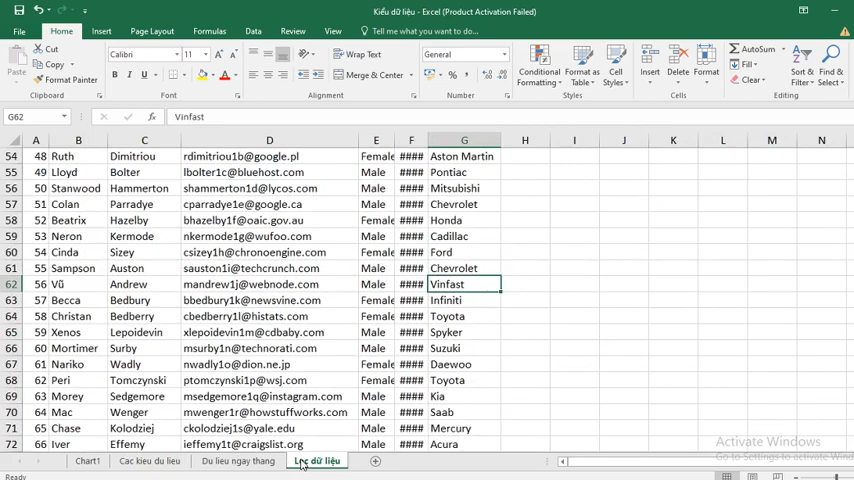 Kiểu dữ liệu - Excel (Product Activation Failed)
File Home Insert Page Layout Formulas Data Review View Tell me what you want to do...
Cut
Copy
Format Painter
Paste
Clipboard
Calibri 11
B I U
Font
Wrap Text
Merge & Center
Alignment
General
Number
Conditional Formatting
Format as Table
Cell Styles
Styles
Insert Delete Format
Cells
AutoSum
Fill
Clear
Sort & Filter
Find & Select
Editing
G62 Vinfast
A B C D E F G H I J K L M N
54 48 Ruth Dimitriou rdimitriou1b@google.pl Female #### Aston Martin
55 49 Lloyd Bolter lbolter1c@bluehost.com Male #### Pontiac
56 50 Stanwood Hammerton shammerton1d@lycos.com Male #### Mitsubishi
57 51 Colan Parradye cparradye1e@google.ca Male #### Chevrolet
58 52 Beatrix Hazelby bhazelby1f@oaic.gov.au Female #### Honda
59 53 Neron Kermode nkermode1g@wufoo.com Male #### Cadillac
60 54 Cinda Sizey csizey1h@chronoengine.com Female #### Ford
61 55 Sampson Auston sauston1i@techcrunch.com Male #### Chevrolet
62 56 Vũ Andrew mandrew1j@webnode.com Male #### Vinfast
63 57 Becca Bedbury bbedbury1k@newsvine.com Female #### Infiniti
64 58 Christan Bedberry cbedberry1l@histats.com Male #### Toyota
65 59 Xenos Lepoidevin xlepoidevin1m@cdbaby.com Male #### Spyker
66 60 Mortimer Surby msurby1n@technorati.com Male #### Suzuki
67 61 Nariko Wadly nwadly1o@dion.ne.jp Female #### Daewoo
68 62 Peri Tomczynski ptomczynski1p@wsj.com Female #### Toyota
69 63 Morey Sedgemore msedgemore1q@instagram.com Male #### Kia
70 64 Mac Wenger mwenger1r@howstuffworks.com Male #### Saab
71 65 Chase Kolodziej ckolodziej1s@yale.edu Male #### Mercury
72 66 Iver Effemy ieffemy1t@craigslist.org Male #### Acura
Activate Windows
Go to Settings to activate Wind
Chart1 Cac kieu du lieu Du lieu ngay thang Lọc dữ liệu
Ready